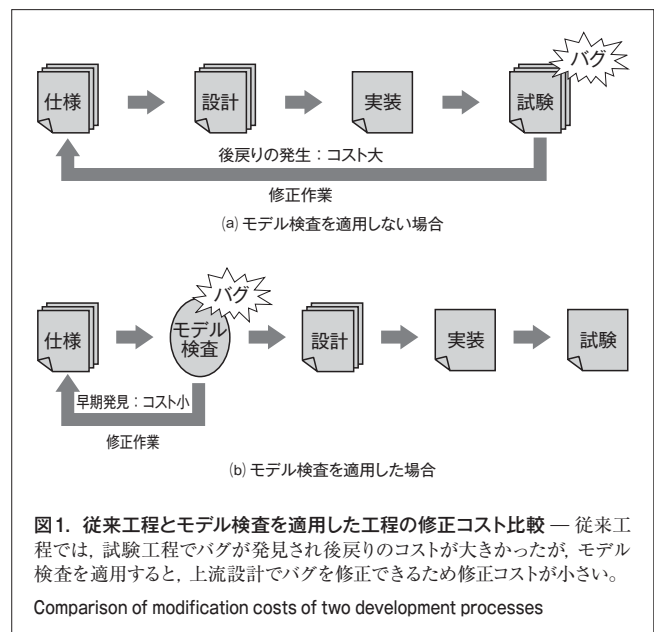 バグ
仕様
設計
実装
試験
後戻りの発生：コスト大
修正作業
(a) モデル検査を適用しない場合
バグ
仕様
モデル
検査
設計
実装
試験
早期発見：コスト小
修正作業
(b) モデル検査を適用した場合
図1. 従来工程とモデル検査を適用した工程の修正コスト比較 — 従来工
程では，試験工程でバグが発見され後戻りのコストが大きかったが，モデル
検査を適用すると，上流設計でバグを修正できるため修正コストが小さい。
Comparison of modification costs of two development processes